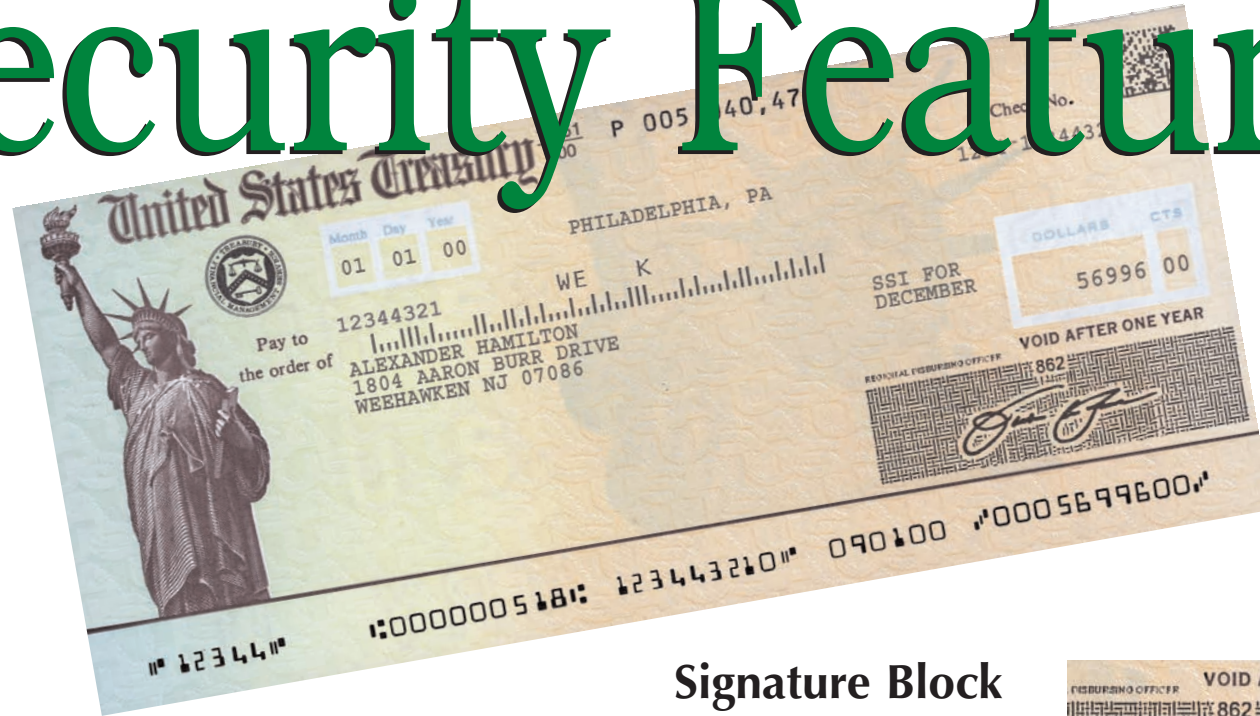 ecurity Featur
United States Treasury
P 005 040,47
Check No.
Month Day Year
01 01 00
PHILADELPHIA, PA
DOLLARS CTS
56996 00
WE K
SSI FOR
DECEMBER
12344321
Pay to
the order of
ALEXANDER HAMILTON
1804 AARON BURR DRIVE
WEEHAWKEN NJ 07086
VOID AFTER ONE YEAR
REGIONAL DISBURSING OFFICER
862
12344 000000518 123443210 090100 0005699600
Signature Block
DISBURSING OFFICER
VOID
862